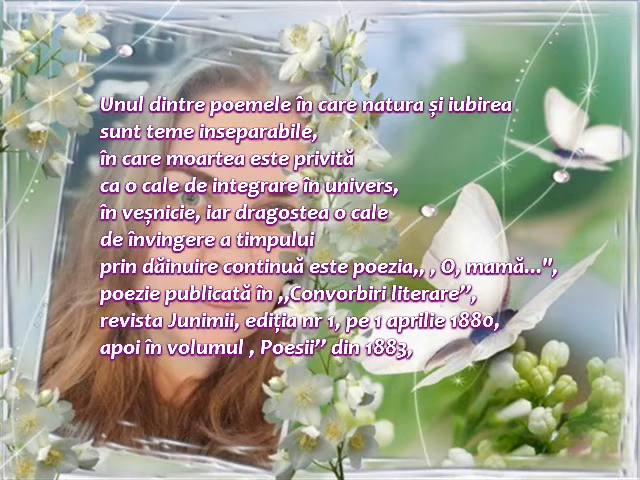 Unul dintre poemele în care natura și iubirea
sunt teme inseparabile,
în care moartea este privită
ca o cale de integrare în univers,
în veșnicie, iar dragostea o cale
de învingere a timpului
prin dăinuire continuă este poezia,, , O, mamă...",
poezie publicată în ,,Convorbiri literare”,
revista Junimii, ediția nr 1, pe 1 aprilie 1880,
apoi în volumul , Poesii” din 1883,